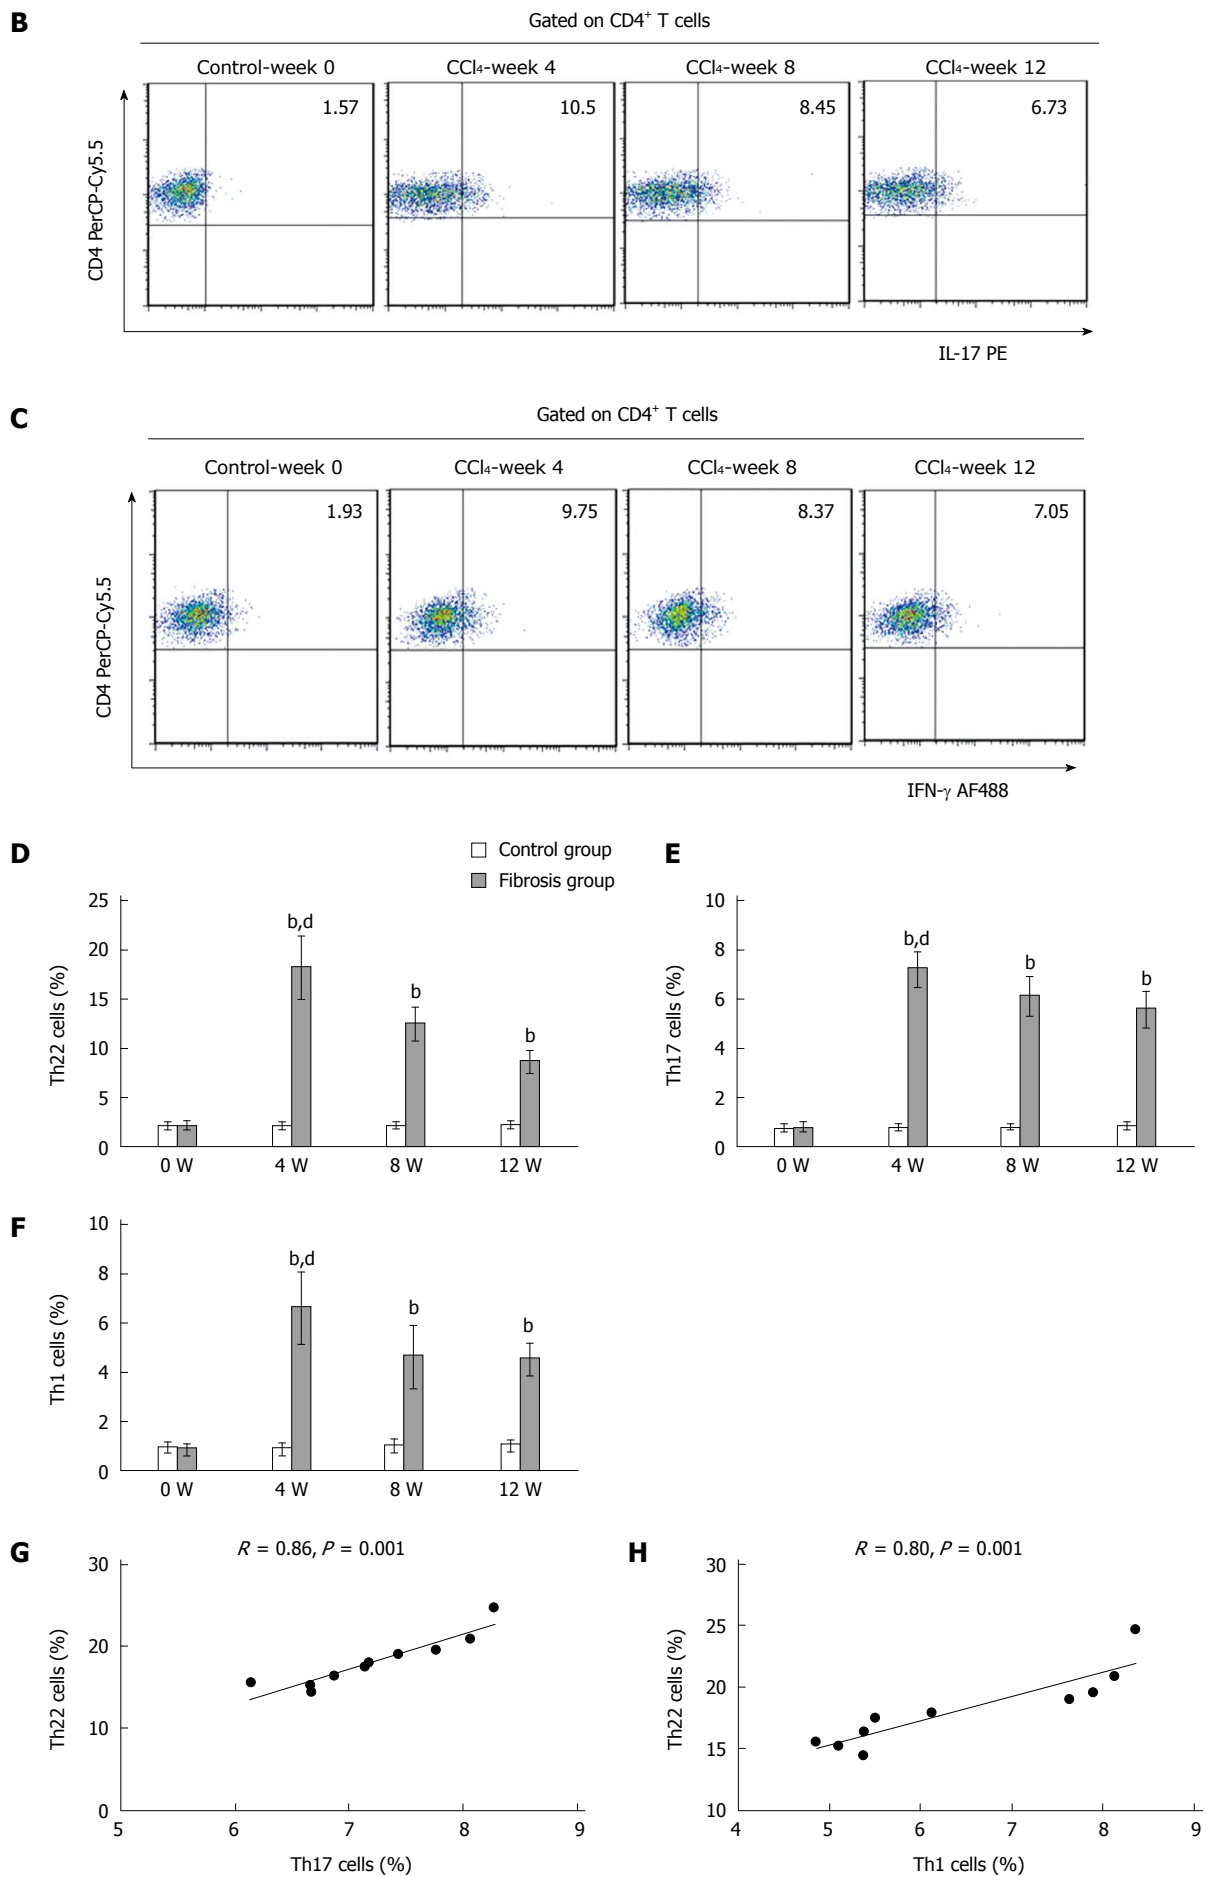 B
Gated on CD4+ T cells
Control-week 0 CCl4-week 4 CCl4-week 8 CCl4-week 12
1.57 10.5 8.45 6.73
CD4 PerCP-Cy5.5
IL-17 PE
C
Gated on CD4+ T cells
Control-week 0 CCl4-week 4 CCl4-week 8 CCl4-week 12
1.93 9.75 8.37 7.05
CD4 PerCP-Cy5.5
IFN-γ AF488
D
Control group
Fibrosis group
25
20
15
10
5
0
Th22 cells (%)
b,d
b
b
0 W 4 W 8 W 12 W
E
10
8
6
4
2
0
Th17 cells (%)
b,d
b
b
0 W 4 W 8 W 12 W
F
10
8
6
4
2
0
Th1 cells (%)
b,d
b
b
0 W 4 W 8 W 12 W
G
R = 0.86, P = 0.001
30
20
10
0
Th22 cells (%)
5 6 7 8 9
Th17 cells (%)
H
R = 0.80, P = 0.001
30
25
20
15
10
Th22 cells (%)
4 5 6 7 8 9
Th1 cells (%)